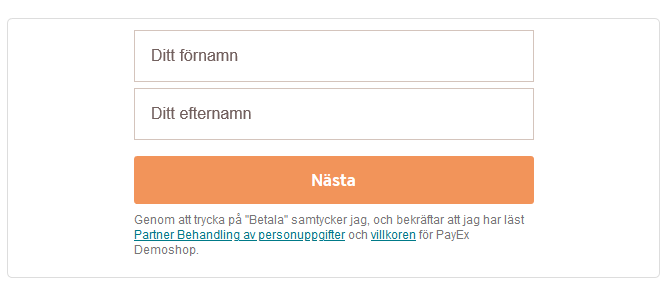 Ditt förnamn
Ditt efternamn
Nästa
Genom att trycka på "Betala" samtycker jag, och bekräftar att jag har läst
Partner Behandling av personuppgifter och villkoren för PayEx
Demoshop.